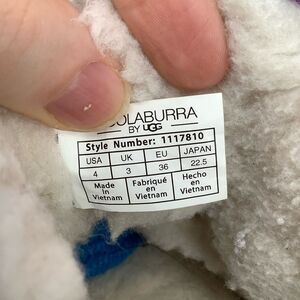 OOLABURRA
BY UGG
Style Number: 1117810
USA UK EU JAPAN
4 3 36 22.5
Made in Vietnam
Fabriqué en Vietnam
Hecho en Vietnam